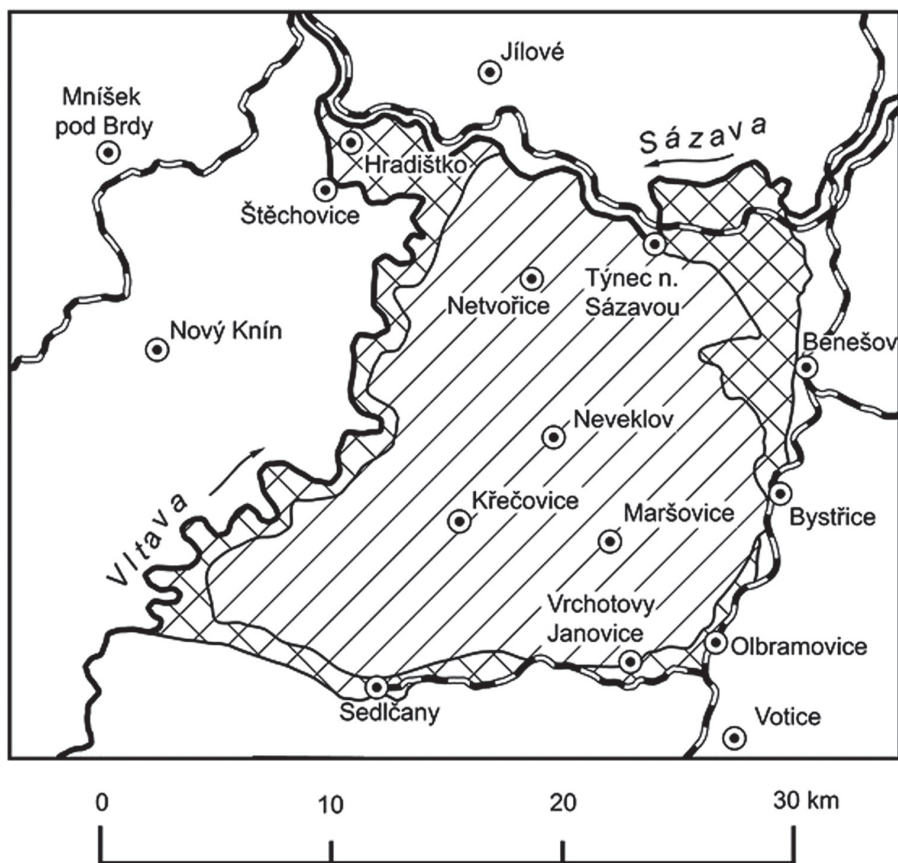 Jílové
Mníšek
pod Brdy
Sázava
Hradištko
Štěchovice
Týnec n.
Sázavou
Netvořice
Nový Knín
Benešov
Neveklov
Vltava
Křečovice
Maršovice
Bystřice
Vrchotovy
Janovice
Olbramovice
Sedlčany
Votice
0 10 20 30 km